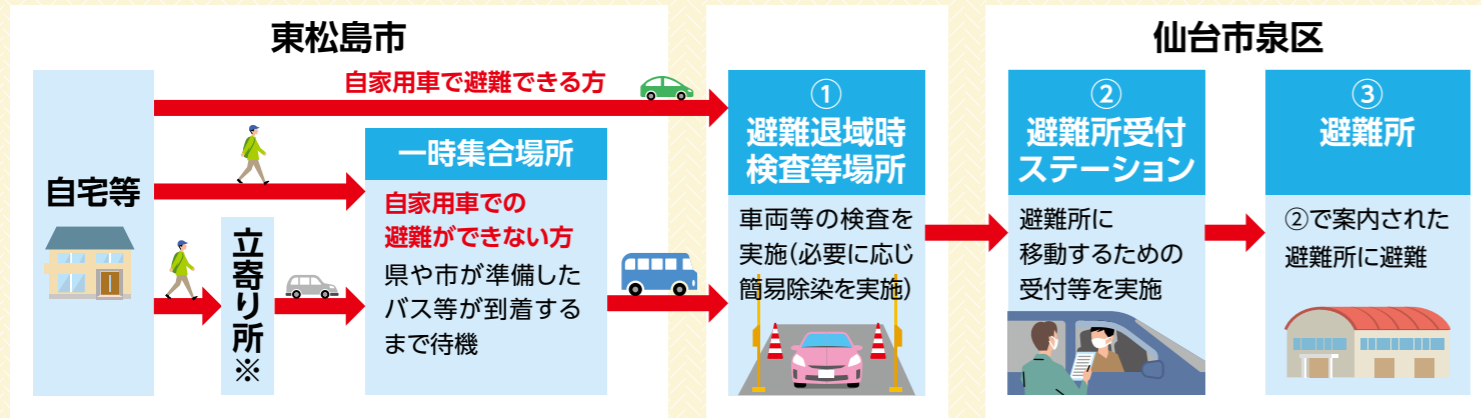 東松島市
自宅等
自家用車で避難できる方
立寄り所※
一時集合場所
自家用車での
避難ができない方
県や市が準備した
バス等が到着する
まで待機
①
避難退域時
検査等場所
車両等の検査を
実施(必要に応じ
簡易除染を実施)
仙台市泉区
②
避難所受付
ステーション
避難所に
移動するための
受付等を実施
③
避難所
②で案内された
避難所に避難